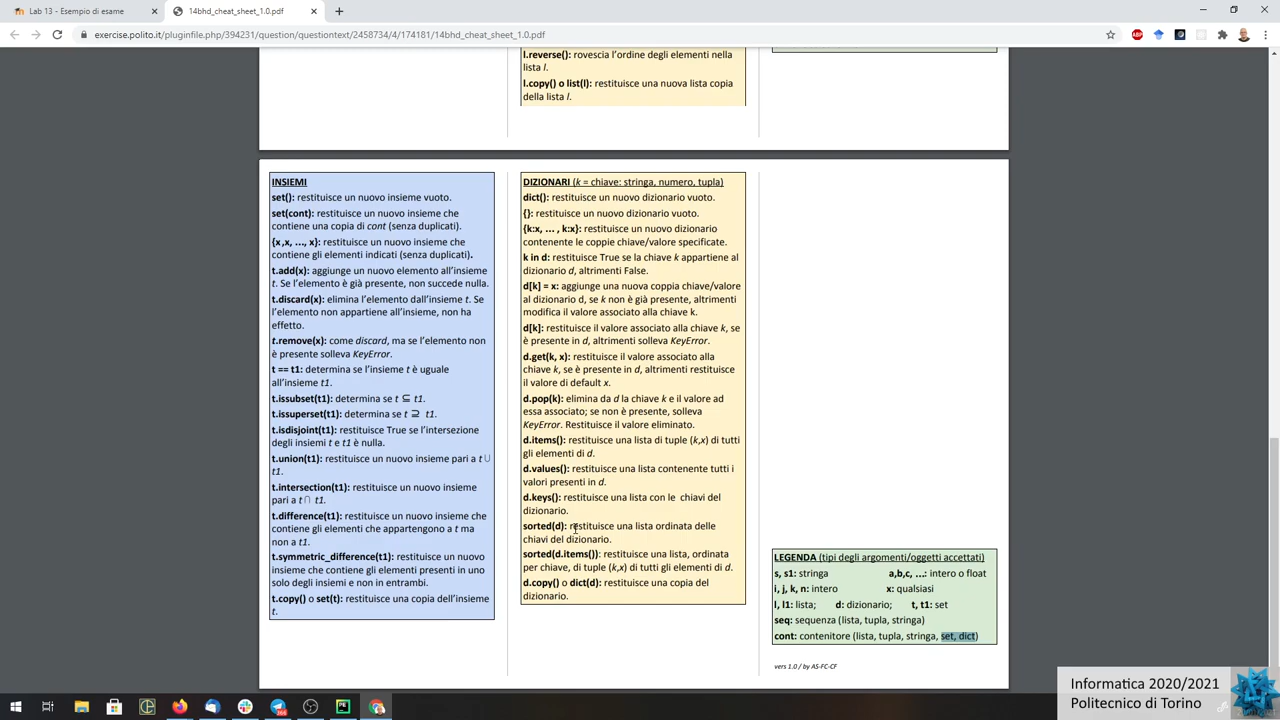 Lab 13 - Esempio di esame
14bhd_cheat_sheet_1.0.pdf
exercise.polito.it/pluginfile.php/394231/question/questiontext/2458734/4/174181/14bhd_cheat_sheet_1.0.pdf
l.reverse(): rovescia l'ordine degli elementi nella
lista l.
l.copy() o list(l): restituisce una nuova lista copia
della lista l.
INSIEMI
set(): restituisce un nuovo insieme vuoto.
set(cont): restituisce un nuovo insieme che
contiene una copia di cont (senza duplicati).
{x,x, ..., x}: restituisce un nuovo insieme che
contiene gli elementi indicati (senza duplicati).
t.add(x): aggiunge un nuovo elemento all'insieme
t. Se l'elemento è già presente, non succede nulla.
t.discard(x): elimina l'elemento dall'insieme t. Se
l'elemento non appartiene all'insieme, non ha
effetto.
t.remove(x): come discard, ma se l'elemento non
è presente solleva KeyError.
t == t1: determina se l'insieme t è uguale
all'insieme t1.
t.issubset(t1): determina se t ⊆ t1.
t.issuperset(t1): determina se t ⊇ t1.
t.isdisjoint(t1): restituisce True se l'intersezione
degli insiemi t e t1 è nulla.
t.union(t1): restituisce un nuovo insieme pari a t ∪
t1.
t.intersection(t1): restituisce un nuovo insieme
pari a t ∩ t1.
t.difference(t1): restituisce un nuovo insieme che
contiene gli elementi che appartengono a t ma
non a t1.
t.symmetric_difference(t1): restituisce un nuovo
insieme che contiene gli elementi presenti in uno
solo degli insiemi e non in entrambi.
t.copy() o set(t): restituisce una copia dell'insieme
t.
DIZIONARI (k = chiave: stringa, numero, tupla)
dict(): restituisce un nuovo dizionario vuoto.
{}: restituisce un nuovo dizionario vuoto.
{k:x, ... , k:x}: restituisce un nuovo dizionario
contenente le coppie chiave/valore specificate.
k in d: restituisce True se la chiave k appartiene al
dizionario d, altrimenti False.
d[k] = x: aggiunge una nuova coppia chiave/valore
al dizionario d, se k non è già presente, altrimenti
modifica il valore associato alla chiave k.
d[k]: restituisce il valore associato alla chiave k, se
è presente in d, altrimenti solleva KeyError.
d.get(k, x): restituisce il valore associato alla
chiave k, se è presente in d, altrimenti restituisce
il valore di default x.
d.pop(k): elimina da d la chiave k e il valore ad
essa associato; se non è presente, solleva
KeyError. Restituisce il valore eliminato.
d.items(): restituisce una lista di tuple (k,x) di tutti
gli elementi di d.
d.values(): restituisce una lista contenente tutti i
valori presenti in d.
d.keys(): restituisce una lista con le chiavi del
dizionario.
sorted(d): restituisce una lista ordinata delle
chiavi del dizionario.
sorted(d.items()): restituisce una lista, ordinata
per chiave, di tuple (k,x) di tutti gli elementi di d.
d.copy() o dict(d): restituisce una copia del
dizionario.
LEGENDA (tipi degli argomenti/oggetti accettati)
s, s1: stringa a,b,c, ...: intero o float
i, j, k, n: intero x: qualsiasi
l, l1: lista; d: dizionario; t, t1: set
seq: sequenza (lista, tupla, stringa)
cont: contenitore (lista, tupla, stringa, set, dict)
vers 1.0 / by AS-FC-CF
Informatica 2020/2021
Politecnico di Torino